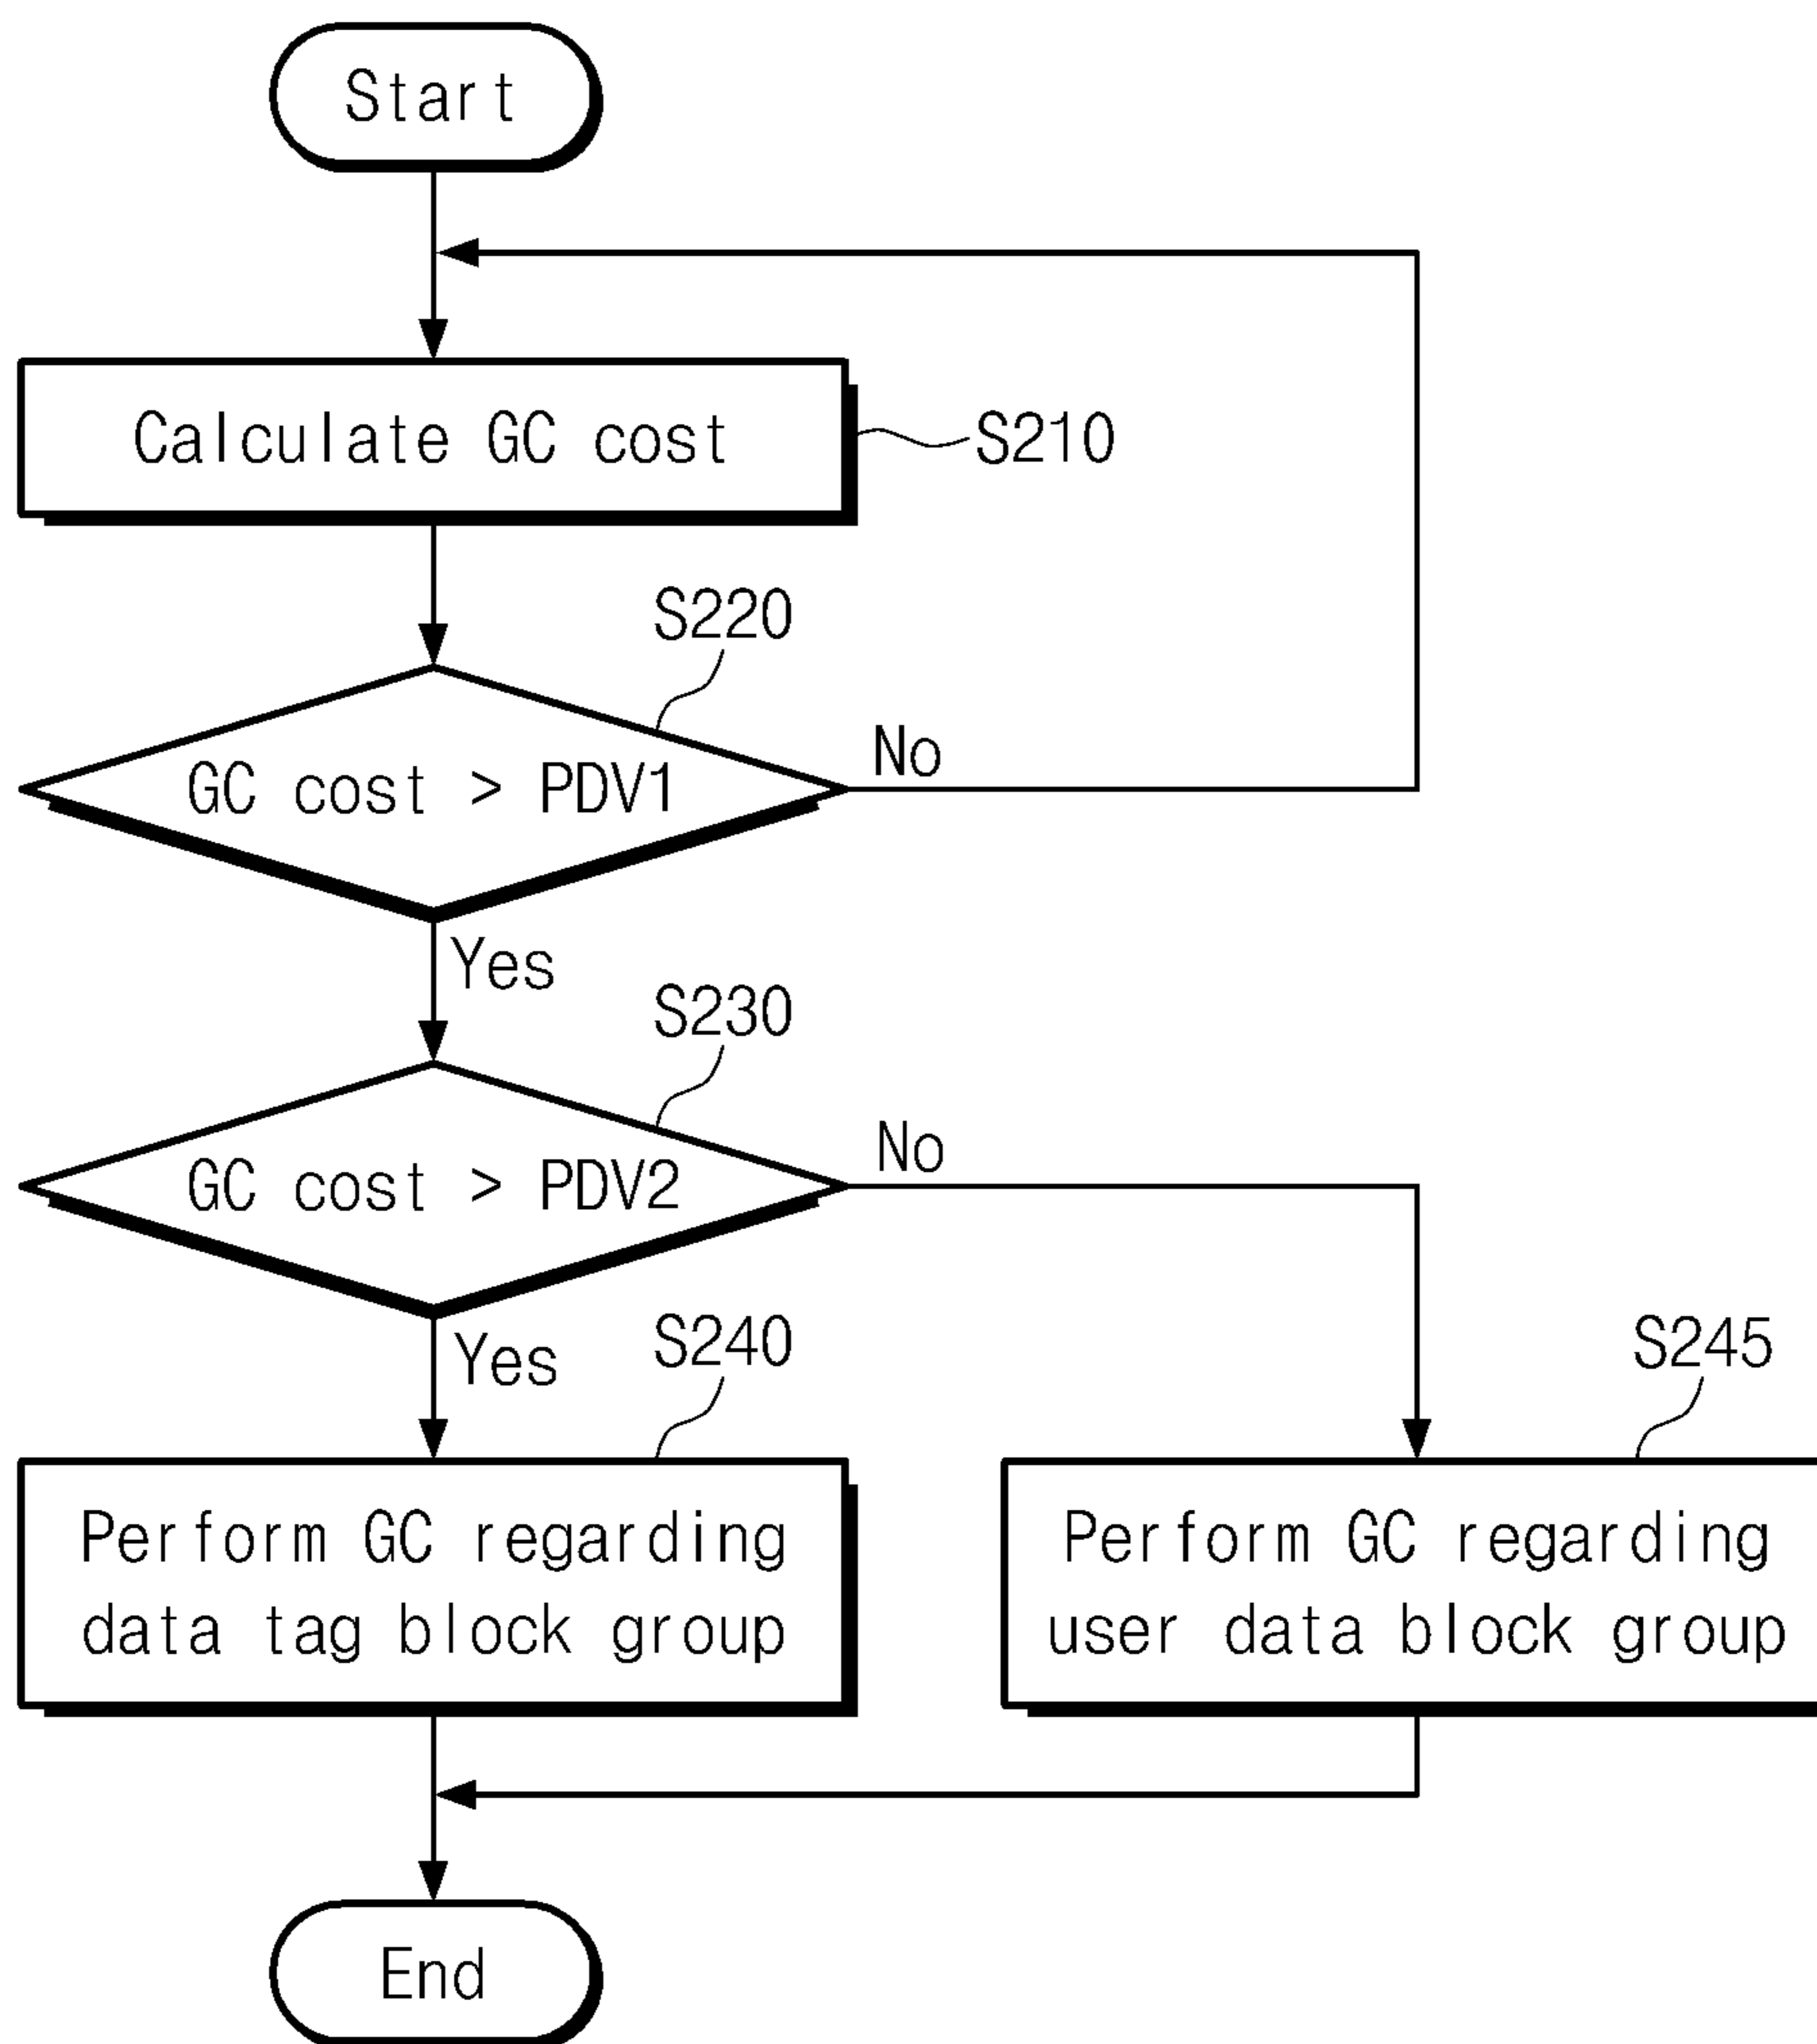 Start
Calculate GC cost
S210
S220
GC cost > PDV1
No
Yes
S230
GC cost > PDV2
No
Yes
S240
S245
Perform GC regarding
data tag block group
Perform GC regarding
user data block group
End